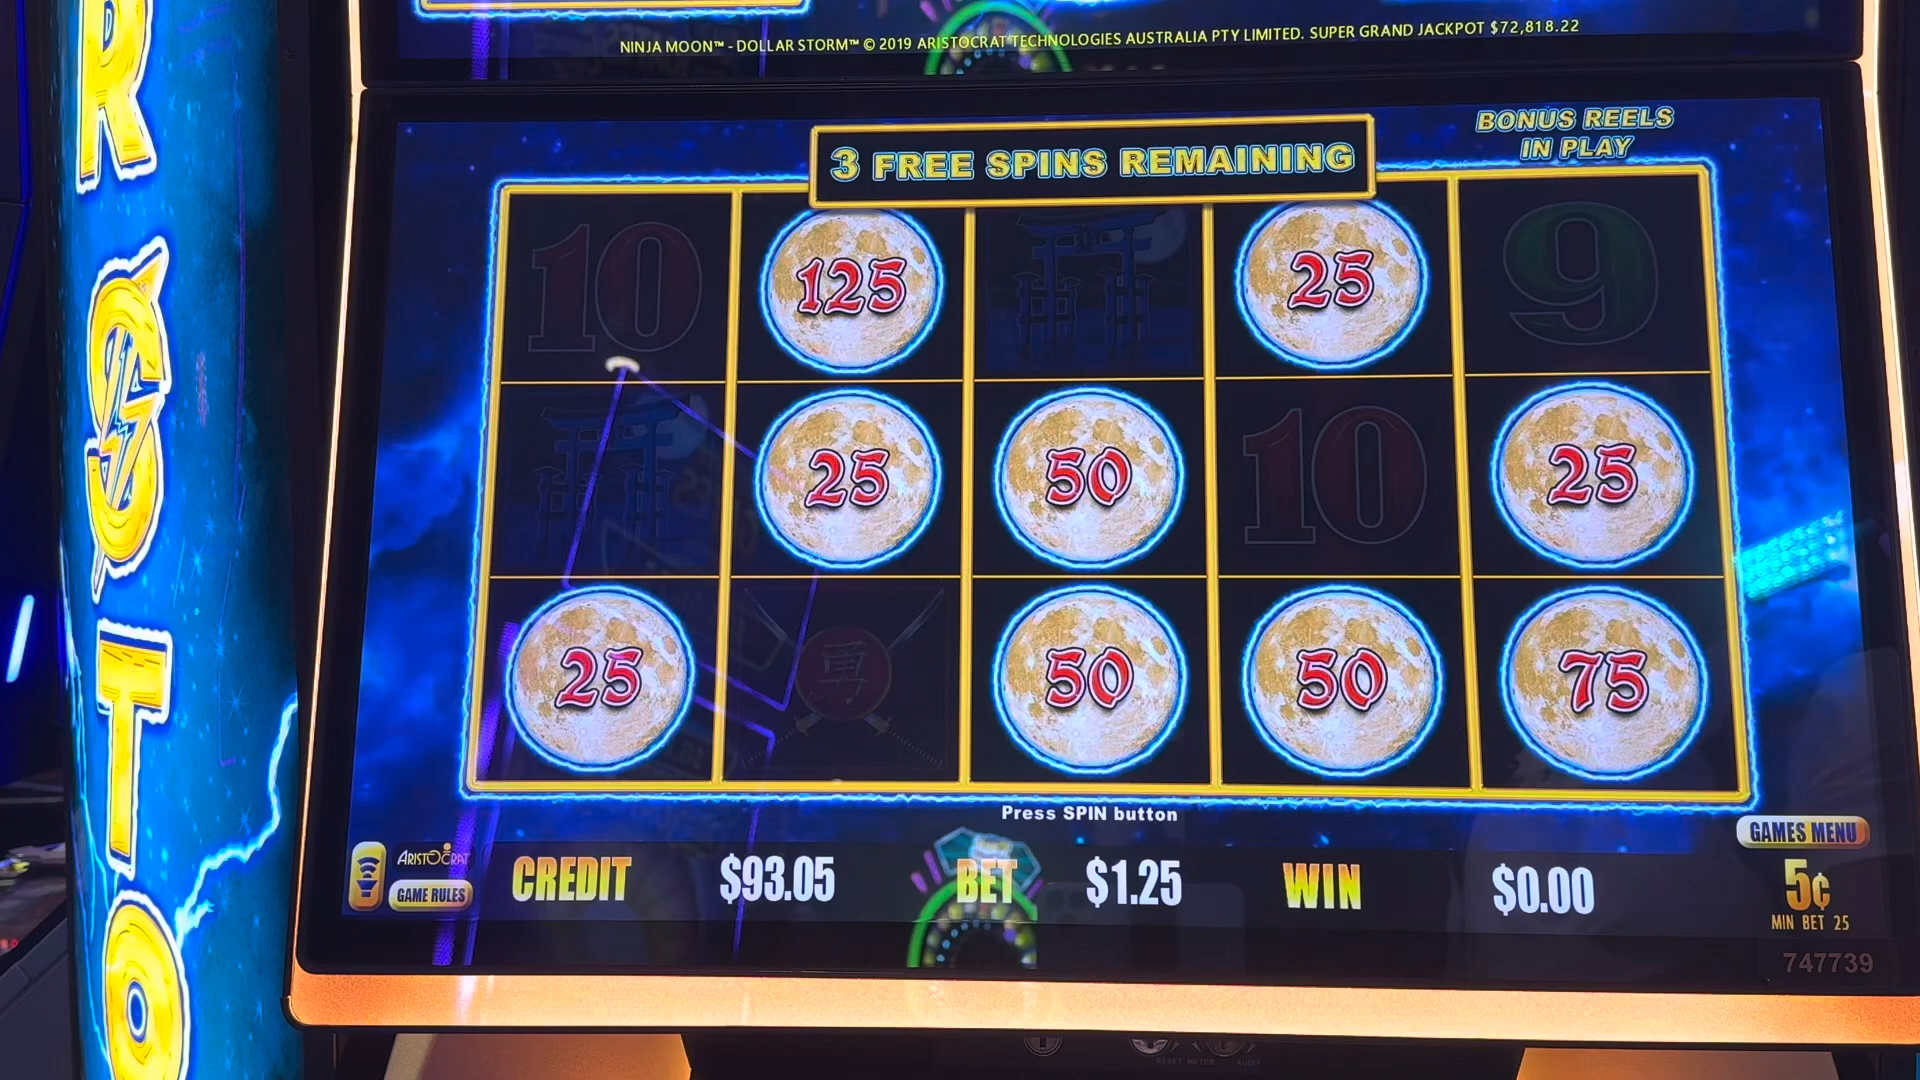 NINJA MOON™ - DOLLAR STORM™ © 2019 ARISTOCRAT TECHNOLOGIES AUSTRALIA PTY LIMITED. SUPER GRAND JACKPOT $72,818.22
BONUS REELS
IN PLAY
3 FREE SPINS REMAINING
10 125 25 9
25 50 10 25
25 勇 50 50 75
Press SPIN button
GAMES MENU
ARISTOCRAT
GAME RULES
CREDIT $93.05 BET $1.25 WIN $0.00
5¢
MIN BET 25
747739
R
S
T
O
RESET METER